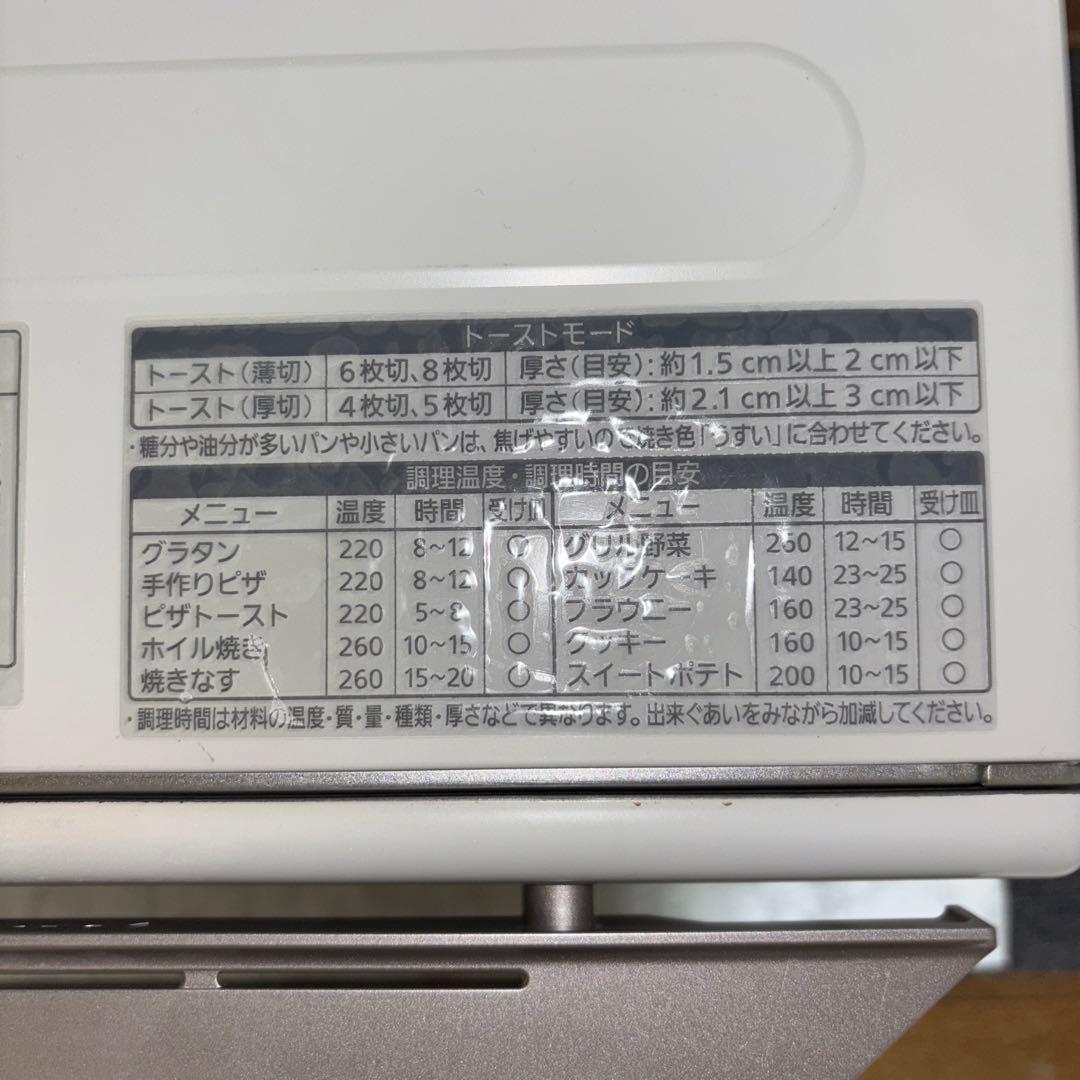 トーストモード
トースト(薄切) 6枚切、8枚切 厚さ(目安):約1.5 cm以上2 cm以下
トースト(厚切) 4枚切、5枚切 厚さ(目安):約2.1 cm以上3 cm以下
・糖分や油分が多いパンや小さいパンは、焦げやすいので焼き色「うすい」に合わせてください。
調理温度・調理時間の目安
メニュー 温度 時間 受け皿 メニュー 温度 時間 受け皿
グラタン 220 8~12 ○ グリル野菜 260 12~15 ○
手作りピザ 220 8~12 ○ カップケーキ 140 23~25 ○
ピザトースト 220 5~8 ○ ブラウニー 160 23~25 ○
ホイル焼き 260 10~15 ○ クッキー 160 10~15 ○
焼きなす 260 15~20 ○ スイートポテト 200 10~15 ○
・調理時間は材料の温度・質・量・種類・厚さなどで異なります。出来ぐあいをみながら加減してください。